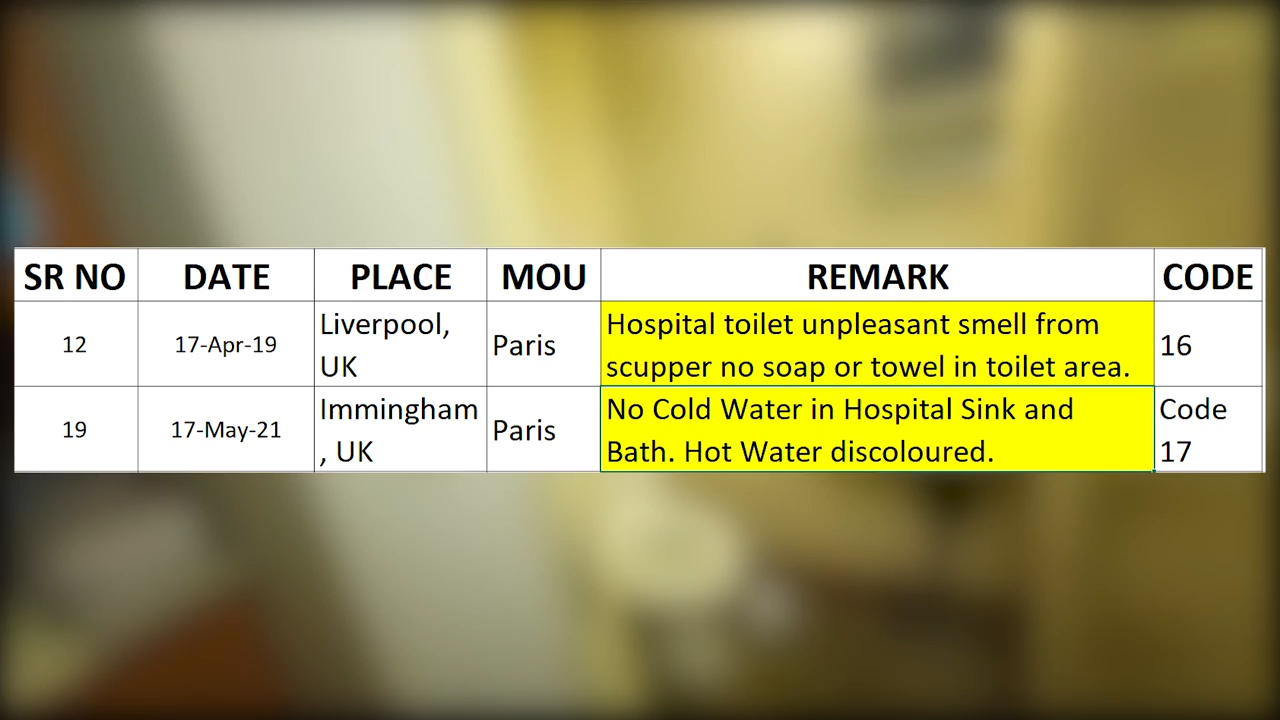 SR NO DATE PLACE MOU REMARK CODE
12 17-Apr-19 Liverpool, UK Paris Hospital toilet unpleasant smell from scupper no soap or towel in toilet area. 16
19 17-May-21 Immingham, UK Paris No Cold Water in Hospital Sink and Bath. Hot Water discoloured. Code 17